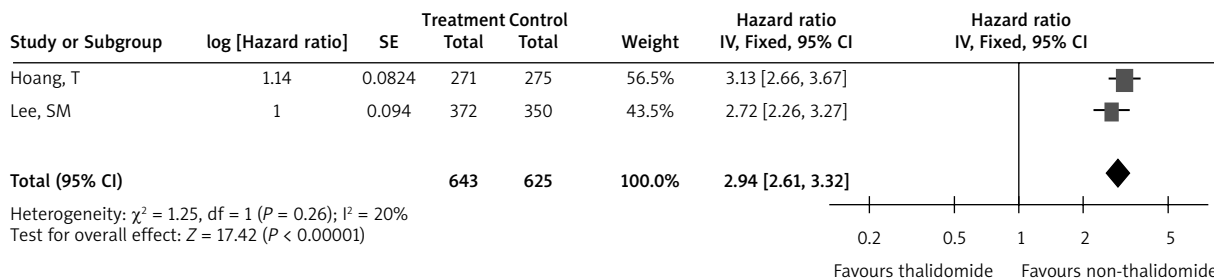 Treatment Control Hazard ratio Hazard ratio
Study or Subgroup log [Hazard ratio] SE Total Total Weight IV, Fixed, 95% CI IV, Fixed, 95% CI
Hoang, T 1.14 0.0824 271 275 56.5% 3.13 [2.66, 3.67]
Lee, SM 1 0.094 372 350 43.5% 2.72 [2.26, 3.27]
Total (95% CI) 643 625 100.0% 2.94 [2.61, 3.32]
Heterogeneity: χ² = 1.25, df = 1 (P = 0.26); I² = 20%
Test for overall effect: Z = 17.42 (P < 0.00001)
0.2 0.5 1 2 5
Favours thalidomide Favours non-thalidomide